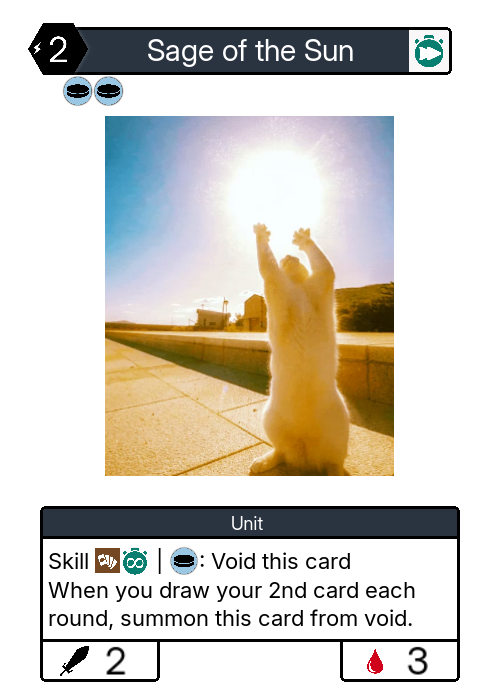 2
Sage of the Sun
Unit
Skill | : Void this card
When you draw your 2nd card each
round, summon this card from void.
2
3